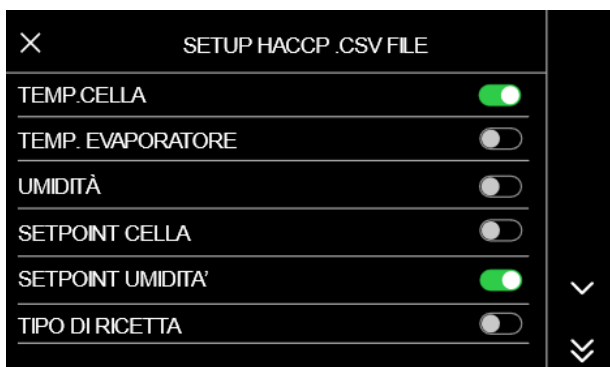 SETUP HACCP .CSV FILE
TEMP.CELLA
TEMP. EVAPORATORE
UMIDITÀ
SETPOINT CELLA
SETPOINT UMIDITA'
TIPO DI RICETTA